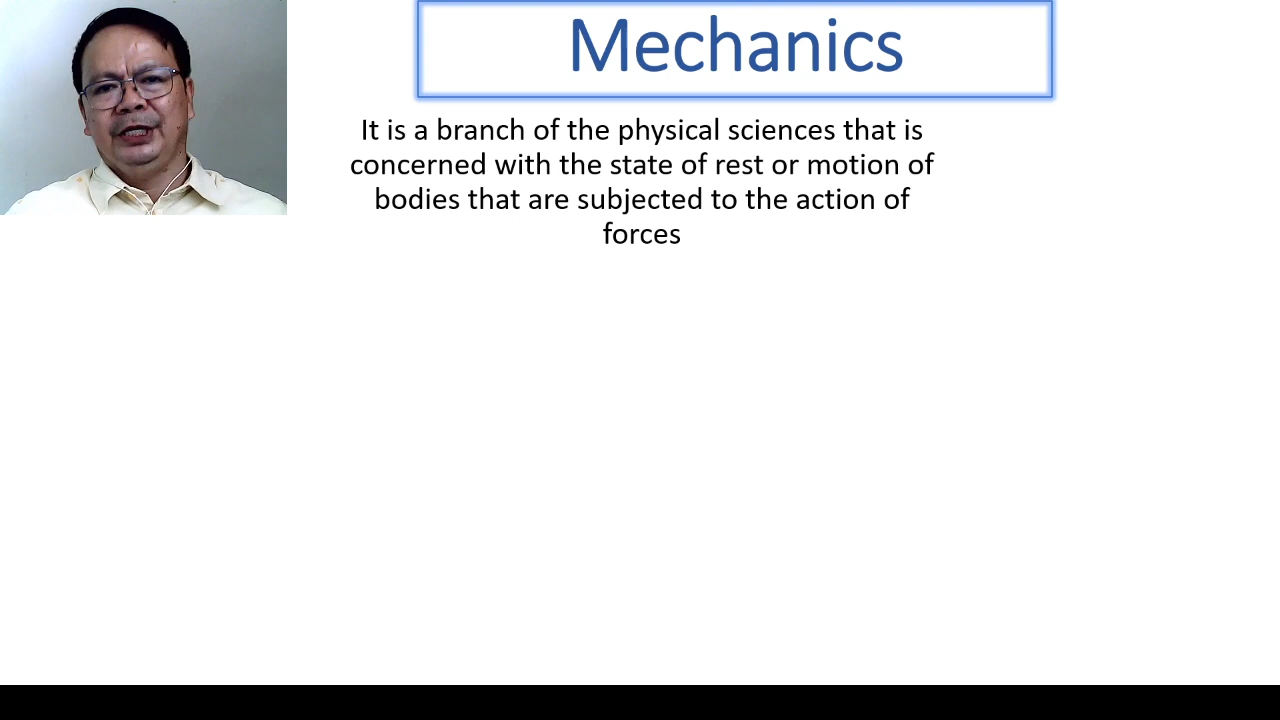 Mechanics
It is a branch of the physical sciences that is
concerned with the state of rest or motion of
bodies that are subjected to the action of
forces